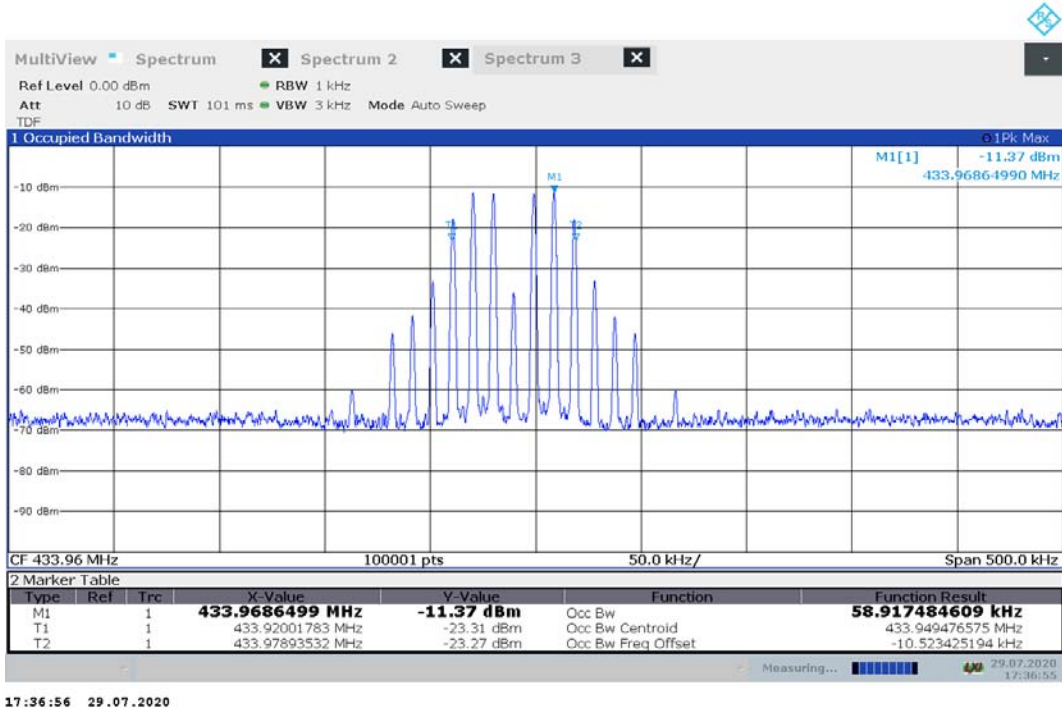 R&S
MultiView Spectrum X Spectrum 2 X Spectrum 3 X
Ref Level 0.00 dBm RBW 1 kHz
Att 10 dB SWT 101 ms VBW 3 kHz Mode Auto Sweep
TDF
1 Occupied Bandwidth 1Pk Max
M1[1] -11.37 dBm
433.96864990 MHz
M1
-10 dBm
T1 T2
-20 dBm
-30 dBm
-40 dBm
-50 dBm
-60 dBm
-70 dBm
-80 dBm
-90 dBm
CF 433.96 MHz 100001 pts 50.0 kHz/ Span 500.0 kHz
2 Marker Table
Type Ref Trc X-Value Y-Value Function Function Result
M1 1 433.9686499 MHz -11.37 dBm Occ Bw 58.917484609 kHz
T1 1 433.92001783 MHz -23.31 dBm Occ Bw Centroid 433.949476575 MHz
T2 1 433.97893532 MHz -23.27 dBm Occ Bw Freq Offset -10.523425194 kHz
Measuring... LXI 29.07.2020
17:36:55
17:36:56 29.07.2020